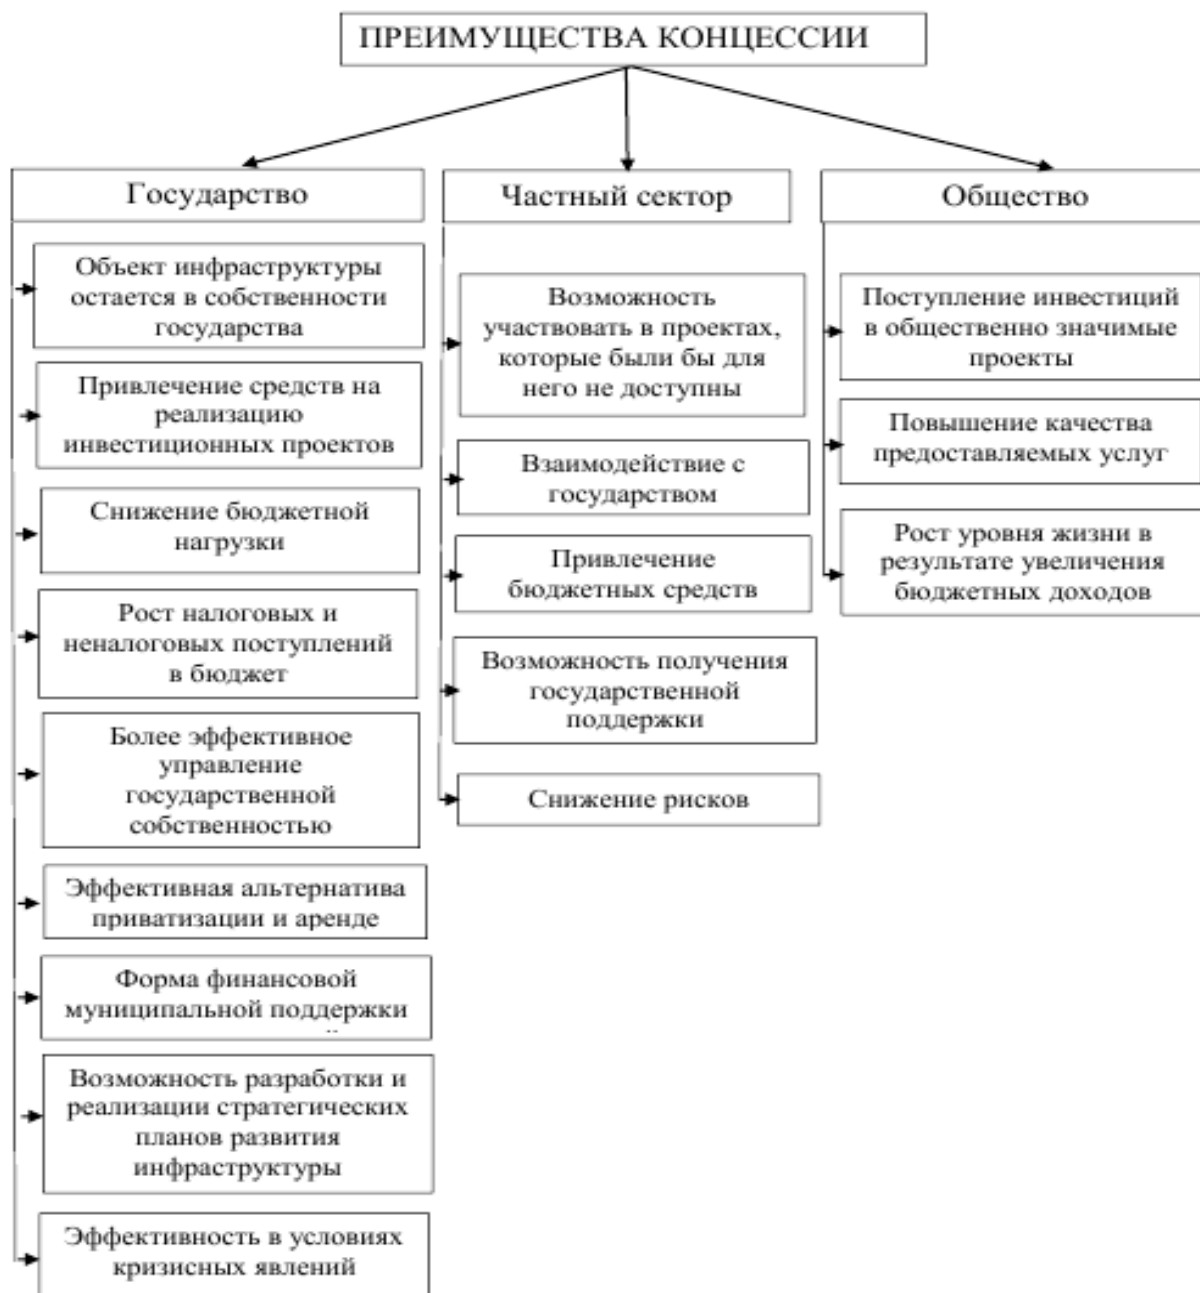 ПРЕИМУЩЕСТВА КОНЦЕССИИ
Государство
Объект инфраструктуры
остается в собственности
государства
Привлечение средств на
реализацию
инвестиционных проектов
Снижение бюджетной
нагрузки
Рост налоговых и
неналоговых поступлений
в бюджет
Более эффективное
управление
государственной
собственностью
Эффективная альтернатива
приватизации и аренде
Форма финансовой
муниципальной поддержки
Возможность разработки и
реализации стратегических
планов развития
инфраструктуры
Эффективность в условиях
кризисных явлений
Частный сектор
Возможность
участвовать в проектах,
которые были бы для
него не доступны
Взаимодействие с
государством
Привлечение
бюджетных средств
Возможность получения
государственной
поддержки
Снижение рисков
Общество
Поступление инвестиций
в общественно значимые
проекты
Повышение качества
предоставляемых услуг
Рост уровня жизни в
результате увеличения
бюджетных доходов